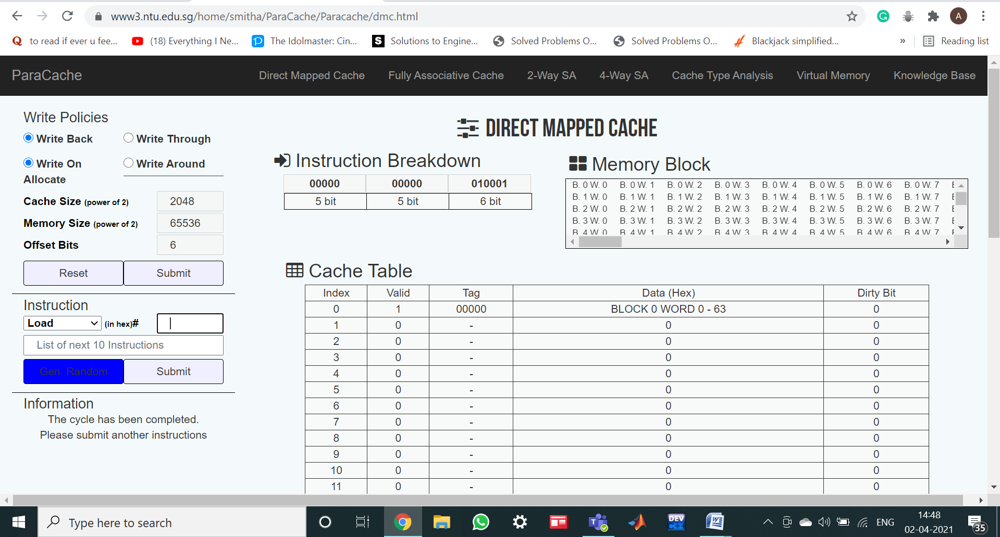 www3.ntu.edu.sg/home/smitha/ParaCache/Paracache/dmc.html
A
to read if ever u fee...
(18) Everything I Ne...
The Idolmaster: Cin...
Solutions to Engine...
Solved Problems O...
Solved Problems O...
Blackjack simplified...
»
Reading list
ParaCache
Direct Mapped Cache
Fully Associative Cache
2-Way SA
4-Way SA
Cache Type Analysis
Virtual Memory
Knowledge Base
Write Policies
Write Back Write Through
Write On Allocate Write Around
Cache Size (power of 2) 2048
Memory Size (power of 2) 65536
Offset Bits 6
Reset Submit
Instruction
Load (in hex)#
List of next 10 Instructions
Gen. Random Submit
Information
The cycle has been completed.
Please submit another instructions
DIRECT MAPPED CACHE
Instruction Breakdown
00000 00000 010001
5 bit 5 bit 6 bit
Memory Block
B. 0 W. 0 B. 0 W. 1 B. 0 W. 2 B. 0 W. 3 B. 0 W. 4 B. 0 W. 5 B. 0 W. 6 B. 0 W. 7
B. 1 W. 0 B. 1 W. 1 B. 1 W. 2 B. 1 W. 3 B. 1 W. 4 B. 1 W. 5 B. 1 W. 6 B. 1 W. 7
B. 2 W. 0 B. 2 W. 1 B. 2 W. 2 B. 2 W. 3 B. 2 W. 4 B. 2 W. 5 B. 2 W. 6 B. 2 W. 7
B. 3 W. 0 B. 3 W. 1 B. 3 W. 2 B. 3 W. 3 B. 3 W. 4 B. 3 W. 5 B. 3 W. 6 B. 3 W. 7
B. 4 W. 0 B. 4 W. 1 B. 4 W. 2 B. 4 W. 3 B. 4 W. 4 B. 4 W. 5 B. 4 W. 6 B. 4 W. 7
Cache Table
Index Valid Tag Data (Hex) Dirty Bit
0 1 00000 BLOCK 0 WORD 0 - 63 0
1 0 - 0 0
2 0 - 0 0
3 0 - 0 0
4 0 - 0 0
5 0 - 0 0
6 0 - 0 0
7 0 - 0 0
8 0 - 0 0
9 0 - 0 0
10 0 - 0 0
11 0 - 0 0
Type here to search
DEV C++
ENG
14:48
02-04-2021
35